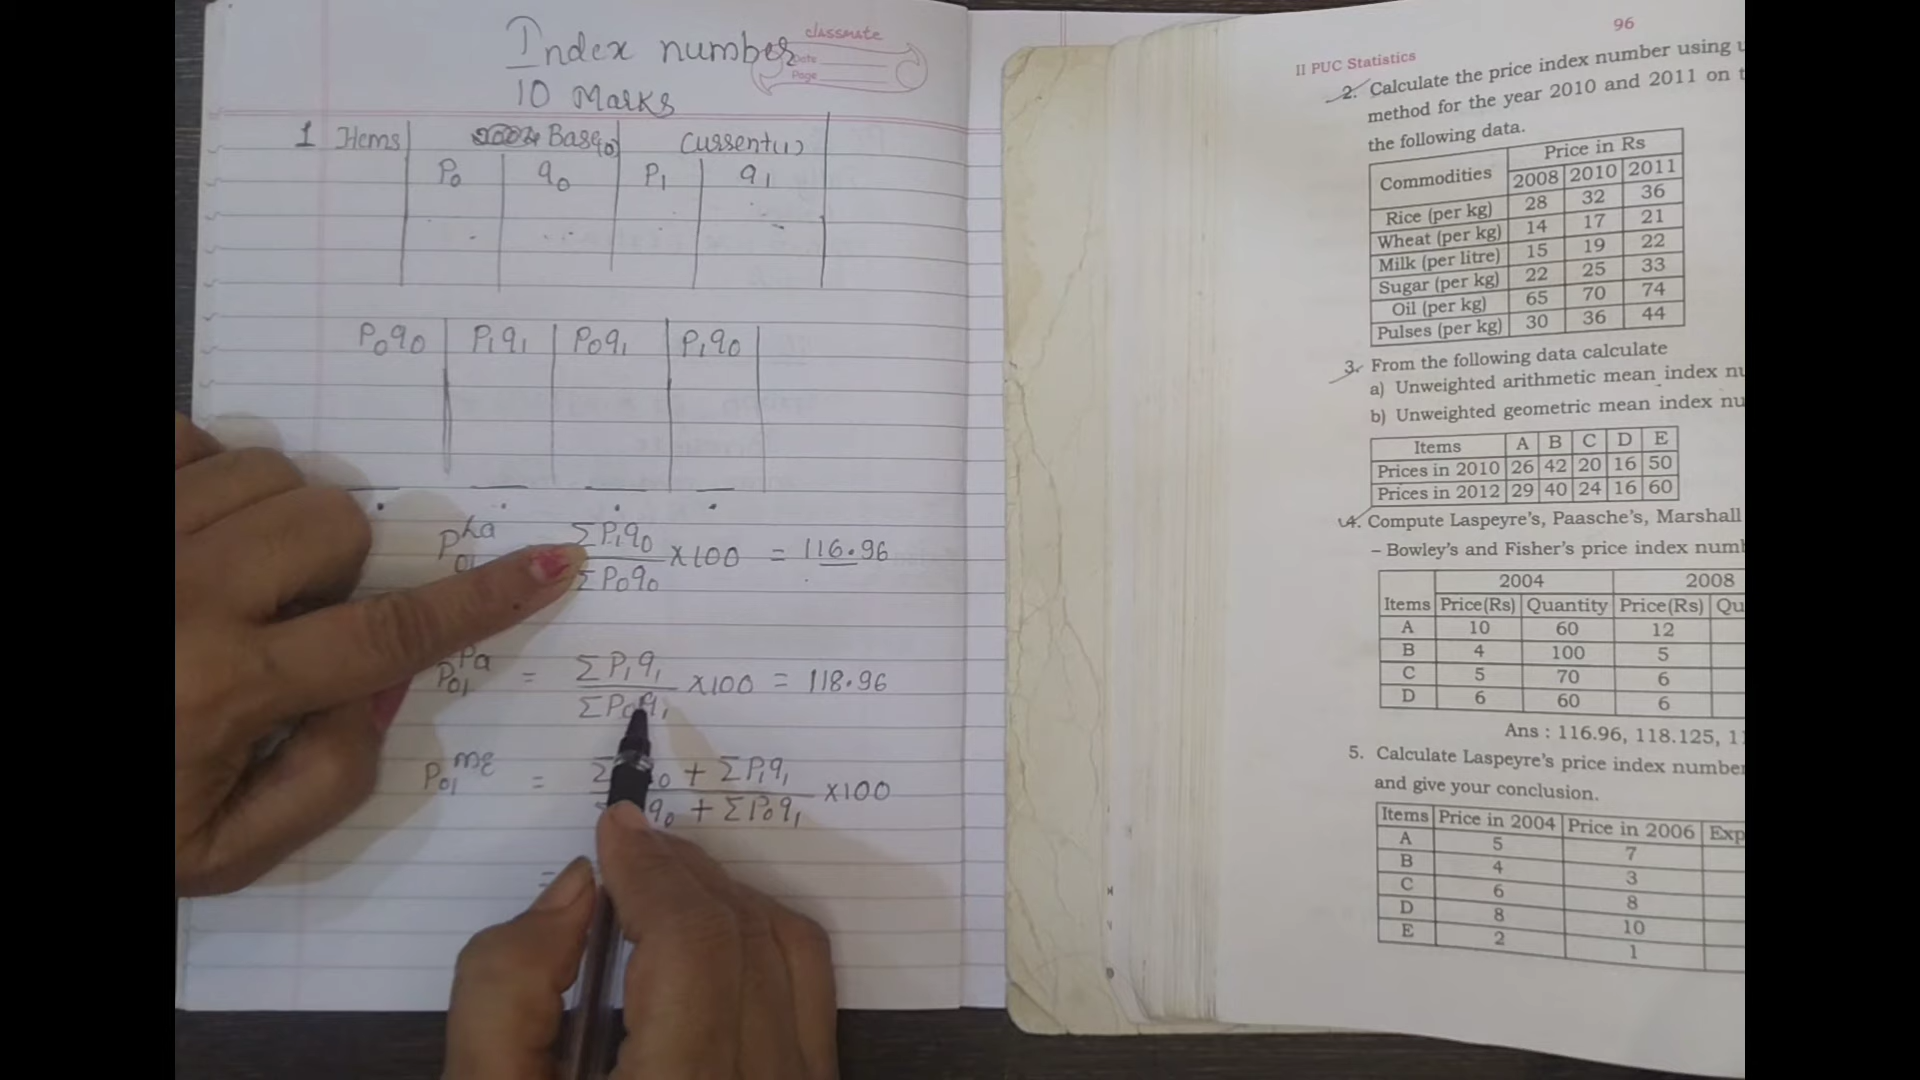 Index number
classmate
Date
Page
10 Marks
1 Items Base(0) Current(1)
P0 q0 P1 q1
P0q0 P1q1 P0q1 P1q0
P01 La ΣP1q0 / ΣP0q0 ×100 = 116.96
P01 Pa = ΣP1q1 / ΣP0q1 ×100 = 118.96
P01 ME = + ΣP1q1 / q0 + ΣP0q1 ×100
=
96
II PUC Statistics
2. Calculate the price index number using
method for the year 2010 and 2011 on
the following data.
Commodities Price in Rs
2008 2010 2011
Rice (per kg) 28 32 36
Wheat (per kg) 14 17 21
Milk (per litre) 15 19 22
Sugar (per kg) 22 25 33
Oil (per kg) 65 70 74
Pulses (per kg) 30 36 44
3. From the following data calculate
a) Unweighted arithmetic mean index
b) Unweighted geometric mean index
Items A B C D E
Prices in 2010 26 42 20 16 50
Prices in 2012 29 40 24 16 60
4. Compute Laspeyre's, Paasche's, Marshall
– Bowley's and Fisher's price index
2004 2008
Items Price(Rs) Quantity Price(Rs)
A 10 60 12
B 4 100 5
C 5 70 6
D 6 60 6
Ans : 116.96, 118.125,
5. Calculate Laspeyre's price index number
and give your conclusion.
Items Price in 2004 Price in 2006
A 5 7
B 4 3
C 6 8
D 8 10
E 2 1